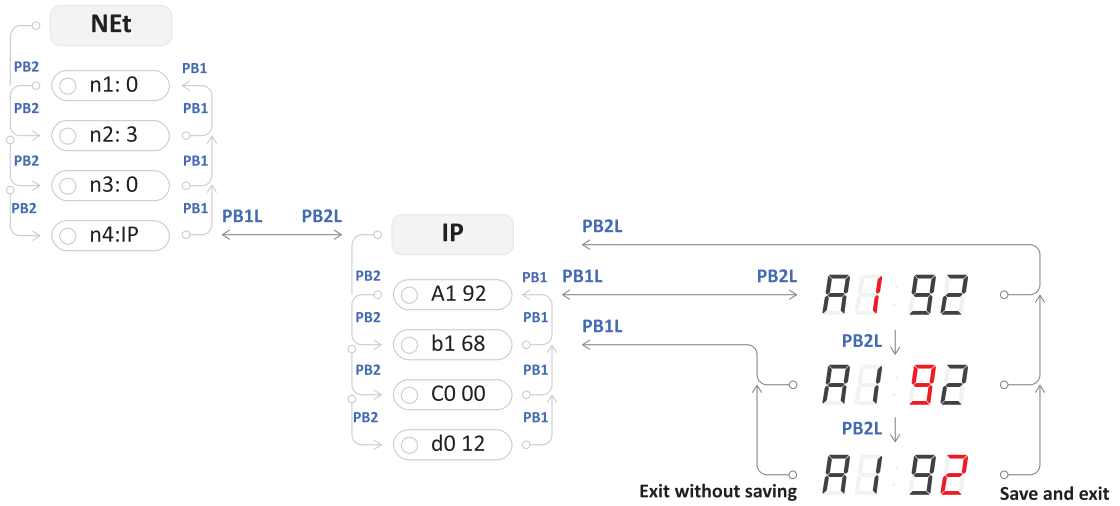 NEt
PB2
PB1
n1: 0
PB2
PB1
n2: 3
PB2
PB1
n3: 0
PB2
PB1
n4:IP
PB1L
PB2L
IP
PB2
PB1
A1 92
PB2
PB1
b1 68
PB2
PB1
C0 00
PB2
PB1
d0 12
PB2L
PB1L
PB2L
A1 92
PB1L
PB2L
A1 92
PB2L
A1 92
Exit without saving
Save and exit